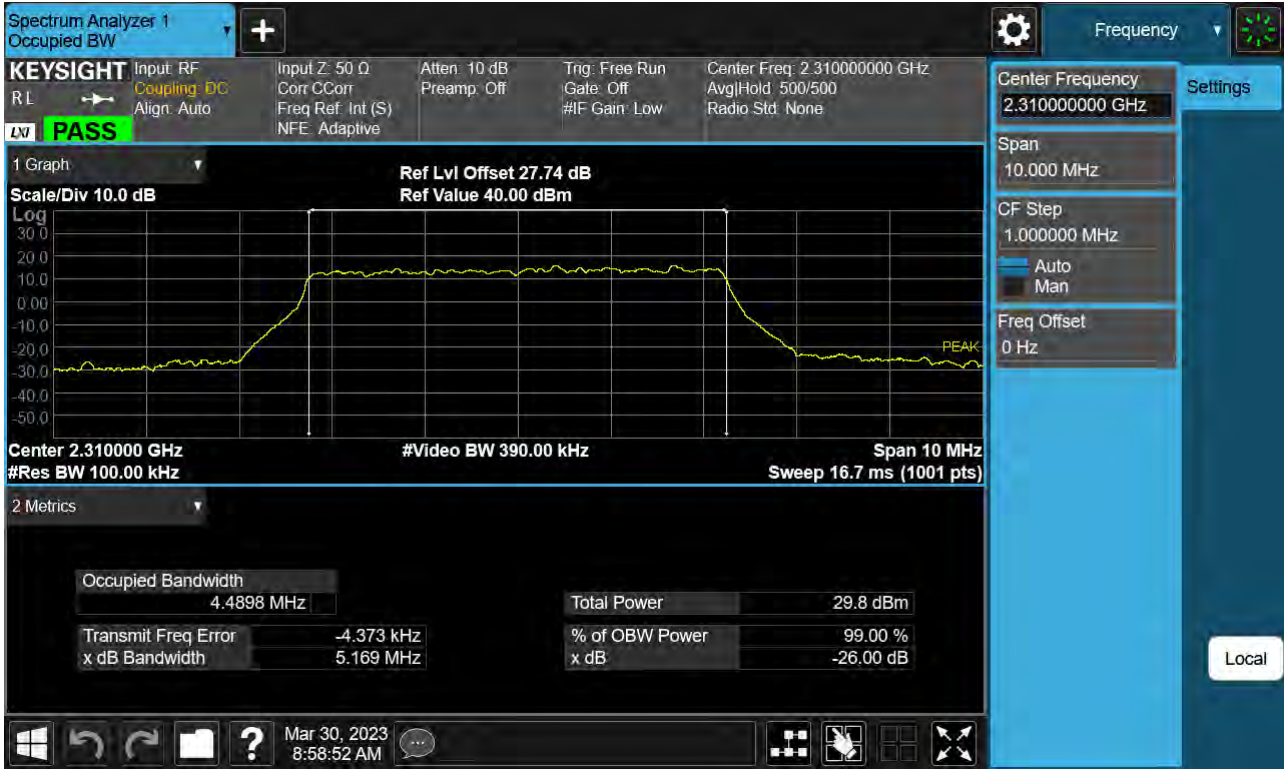 Spectrum Analyzer 1
Occupied BW
Frequency
KEYSIGHT
Input: RF
Coupling: DC
Align: Auto
Input Z: 50 Ω
Corr CCorr
Freq Ref: Int (S)
NFE: Adaptive
Atten: 10 dB
Preamp: Off
Trig: Free Run
Gate: Off
#IF Gain: Low
Center Freq: 2.310000000 GHz
Avg|Hold: 500/500
Radio Std: None
R L
LXI
PASS
Center Frequency
2.310000000 GHz
Settings
Span
10.000 MHz
CF Step
1.000000 MHz
Auto
Man
Freq Offset
0 Hz
1 Graph
Scale/Div 10.0 dB
Ref Lvl Offset 27.74 dB
Ref Value 40.00 dBm
Log
30.0
20.0
10.0
0.00
-10.0
-20.0
-30.0
-40.0
-50.0
PEAK
Center 2.310000 GHz
#Video BW 390.00 kHz
Span 10 MHz
#Res BW 100.00 kHz
Sweep 16.7 ms (1001 pts)
2 Metrics
Occupied Bandwidth
4.4898 MHz
Total Power 29.8 dBm
Transmit Freq Error -4.373 kHz
% of OBW Power 99.00 %
x dB Bandwidth 5.169 MHz
x dB -26.00 dB
Local
?
Mar 30, 2023
8:58:52 AM